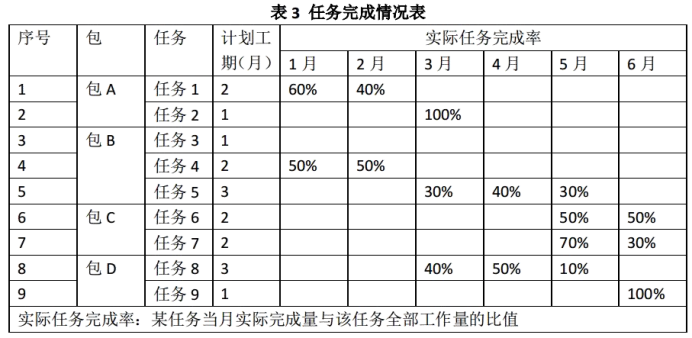 表 3 任务完成情况表
序号 包 任务 计划工期（月） 实际任务完成率
1 月 2 月 3 月 4 月 5 月 6 月
1 包 A 任务 1 2 60% 40%
2 任务 2 1 100%
3 包 B 任务 3 1
4 任务 4 2 50% 50%
5 任务 5 3 30% 40% 30%
6 包 C 任务 6 2 50% 50%
7 任务 7 2 70% 30%
8 包 D 任务 8 3 40% 50% 10%
9 任务 9 1 100%
实际任务完成率：某任务当月实际完成量与该任务全部工作量的比值